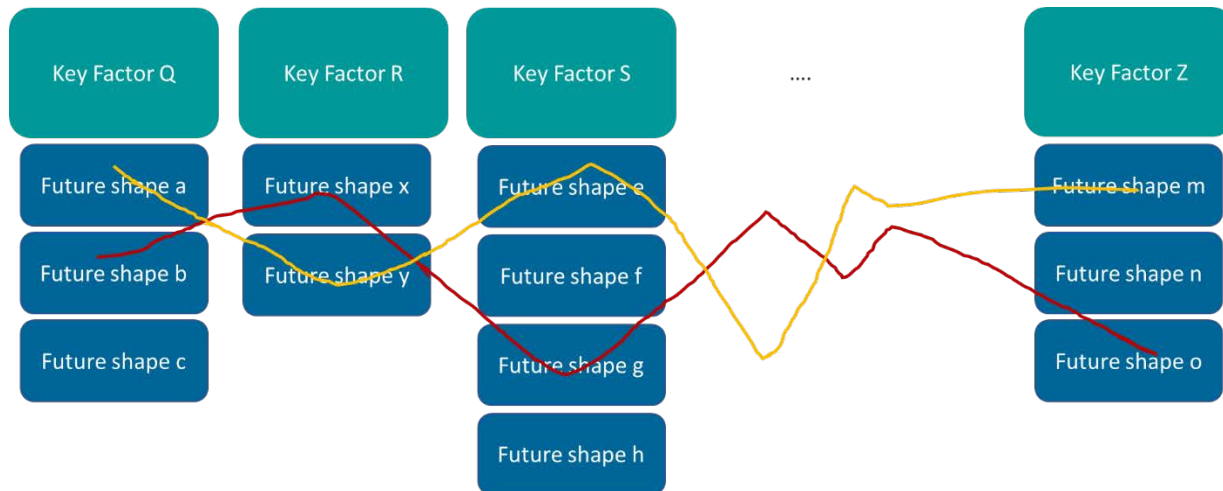 Key Factor Q
Key Factor R
Key Factor S
....
Key Factor Z
Future shape a
Future shape x
Future shape e
Future shape m
Future shape b
Future shape y
Future shape f
Future shape n
Future shape c
Future shape g
Future shape o
Future shape h